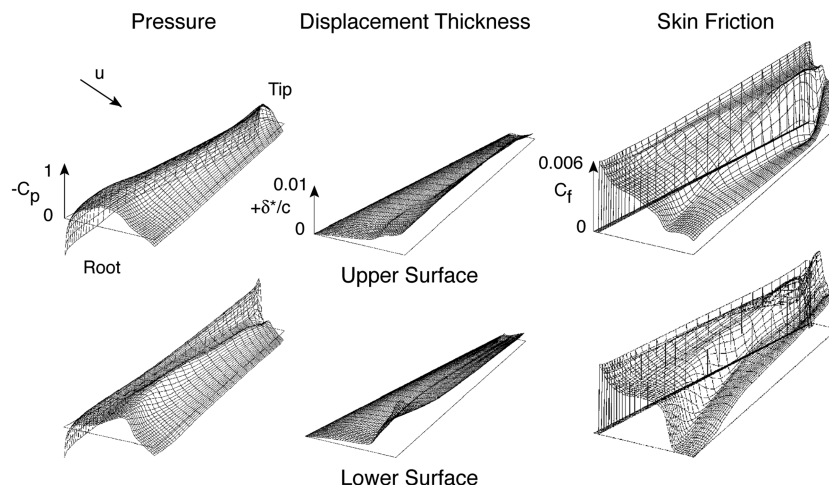 Pressure
Displacement Thickness
Skin Friction
u
Tip
1
-Cp
0
Root
0.01
+δ*/c
0
Upper Surface
0.006
Cf
0
Lower Surface